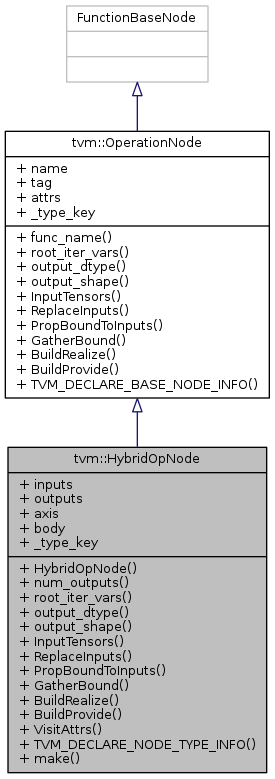 FunctionBaseNode
tvm::OperationNode
+ name
+ tag
+ attrs
+ _type_key
+ func_name()
+ root_iter_vars()
+ output_dtype()
+ output_shape()
+ InputTensors()
+ ReplaceInputs()
+ PropBoundToInputs()
+ GatherBound()
+ BuildRealize()
+ BuildProvide()
+ TVM_DECLARE_BASE_NODE_INFO()
tvm::HybridOpNode
+ inputs
+ outputs
+ axis
+ body
+ _type_key
+ HybridOpNode()
+ num_outputs()
+ root_iter_vars()
+ output_dtype()
+ output_shape()
+ InputTensors()
+ ReplaceInputs()
+ PropBoundToInputs()
+ GatherBound()
+ BuildRealize()
+ BuildProvide()
+ VisitAttrs()
+ TVM_DECLARE_NODE_TYPE_INFO()
+ make()